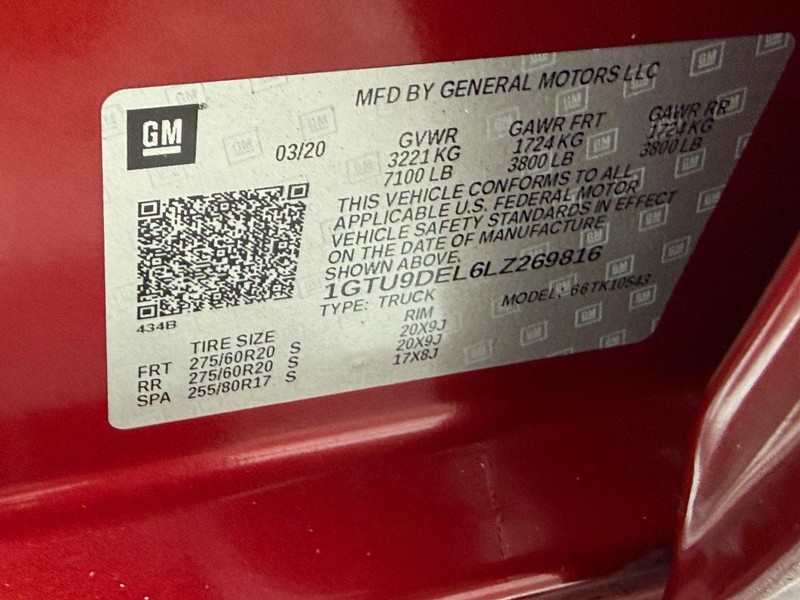 GM
MFD BY GENERAL MOTORS LLC
03/20
GVWR GAWR FRT GAWR RR
3221 KG 1724 KG 1724 KG
7100 LB 3800 LB 3800 LB
THIS VEHICLE CONFORMS TO ALL
APPLICABLE U.S. FEDERAL MOTOR
VEHICLE SAFETY STANDARDS IN EFFECT
ON THE DATE OF MANUFACTURE
SHOWN ABOVE.
1GTU9DEL6LZ269816
TYPE: TRUCK MODEL: 66TK10543
434B
TIRE SIZE RIM
FRT 275/60R20 S 20X9J
RR 275/60R20 S 20X9J
SPA 255/80R17 S 17X8J